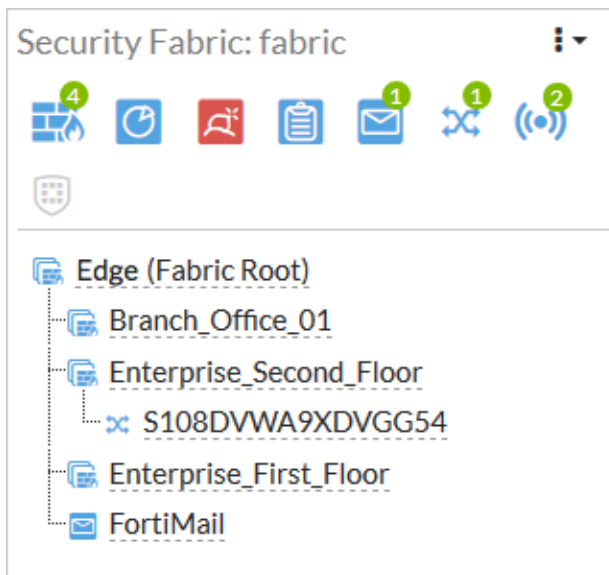 Security Fabric: fabric
4 1 1 2
Edge (Fabric Root)
Branch_Office_01
Enterprise_Second_Floor
S108DVWA9XDVGG54
Enterprise_First_Floor
FortiMail